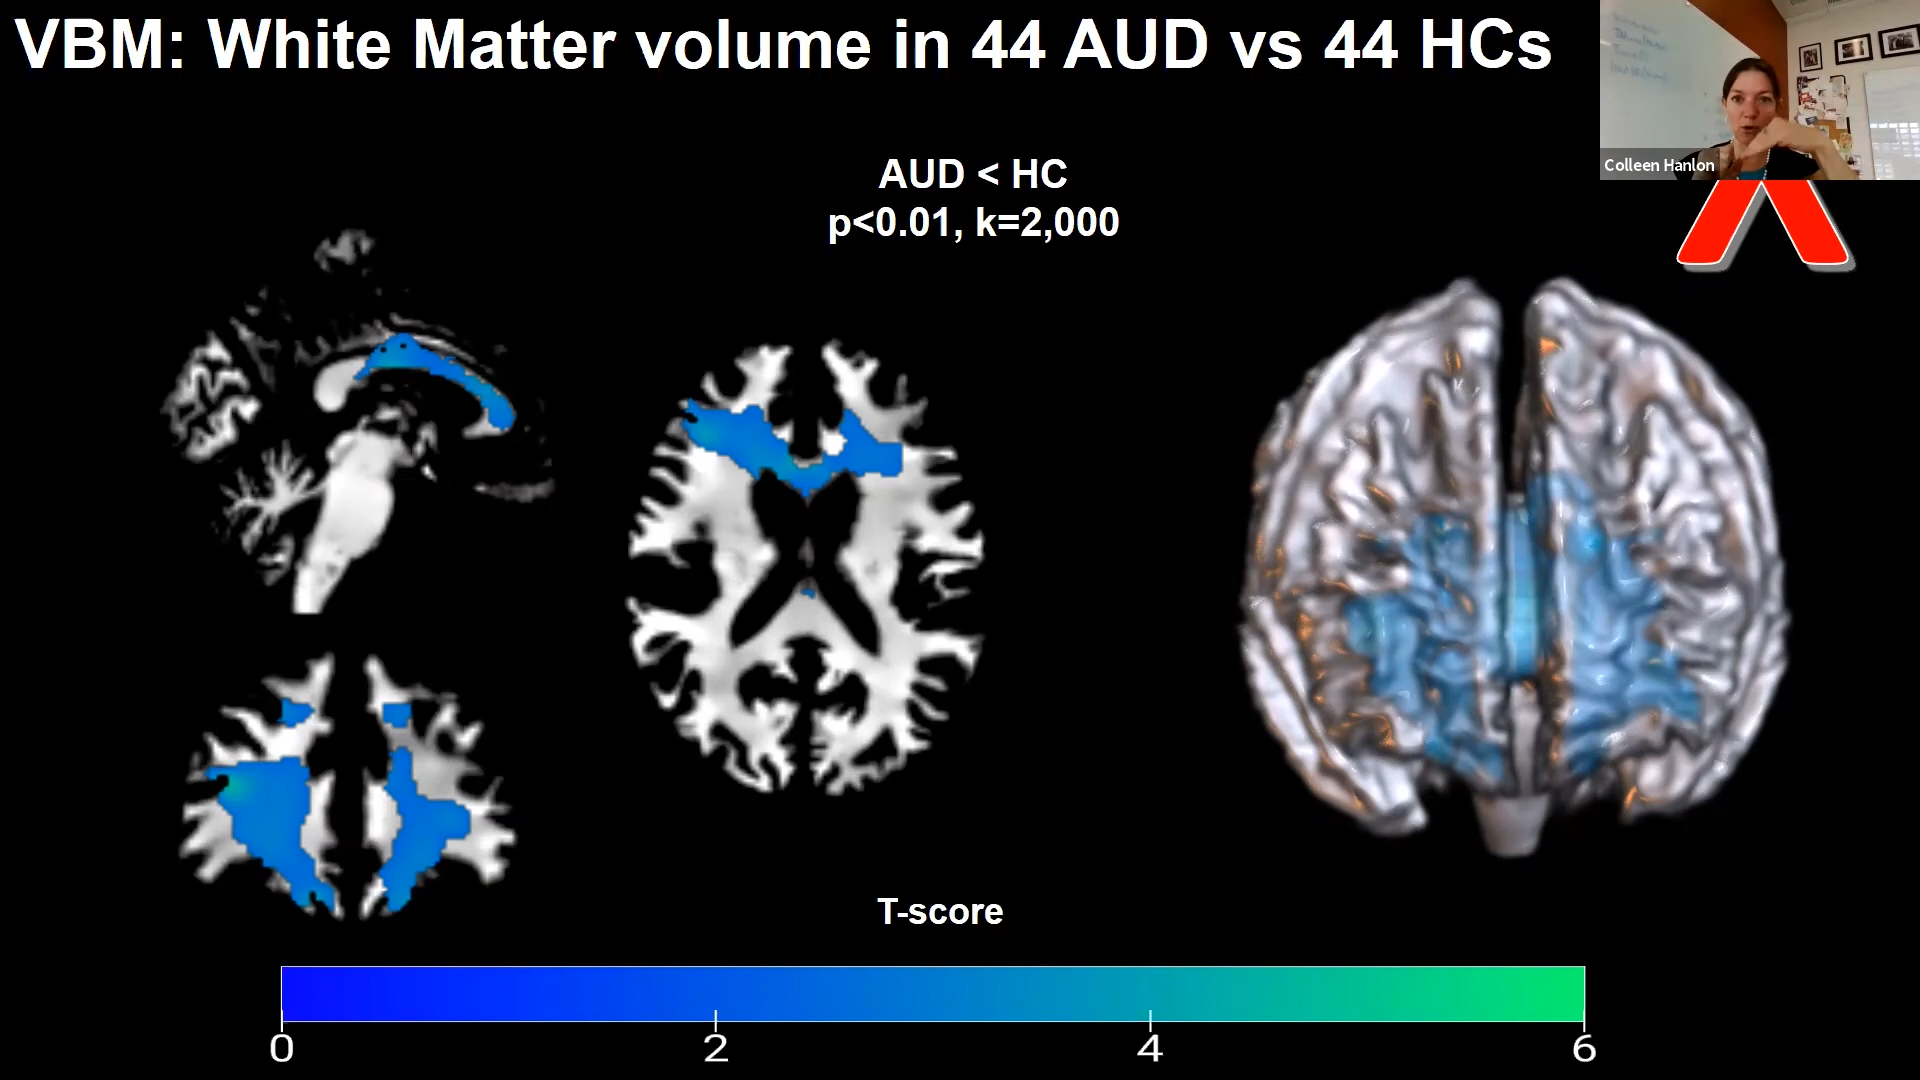 VBM: White Matter volume in 44 AUD vs 44 HCs
Colleen Hanlon
AUD < HC
p<0.01, k=2,000
T-score
0 2 4 6